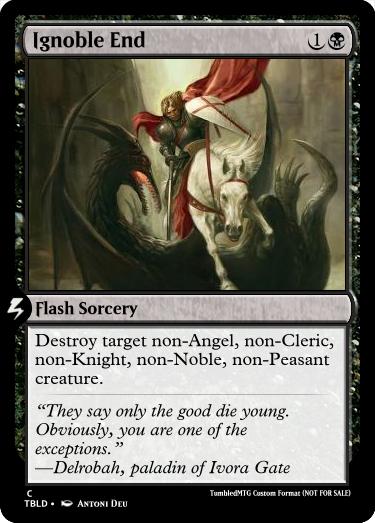 Ignoble End 1
Flash Sorcery
Destroy target non-Angel, non-Cleric,
non-Knight, non-Noble, non-Peasant
creature.
“They say only the good die young.
Obviously, you are one of the
exceptions.”
—Delrobah, paladin of Ivora Gate
C
TBLD • Antoni Deu
TumbledMTG Custom Format (NOT FOR SALE)